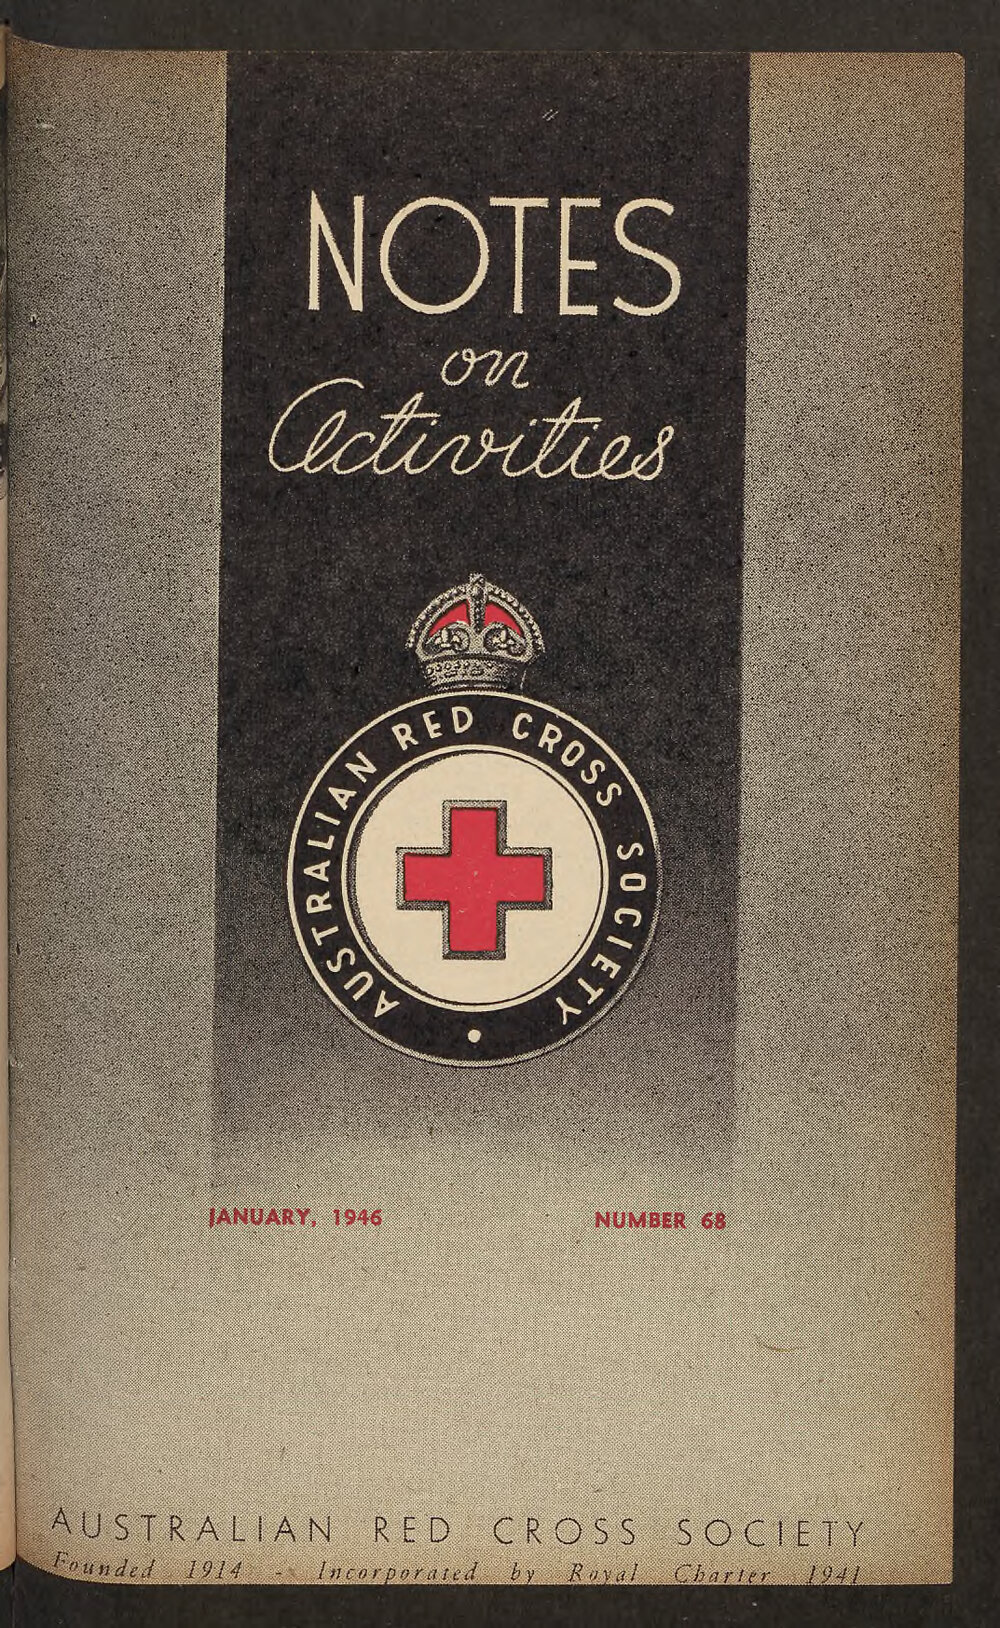 NOTES
on
Activities
AUSTRALIAN RED CROSS SOCIETY
JANUARY, 1946 NUMBER 68
AUSTRALIAN RED CROSS SOCIETY
Founded 1914 - Incorporated by Royal Charter 1941